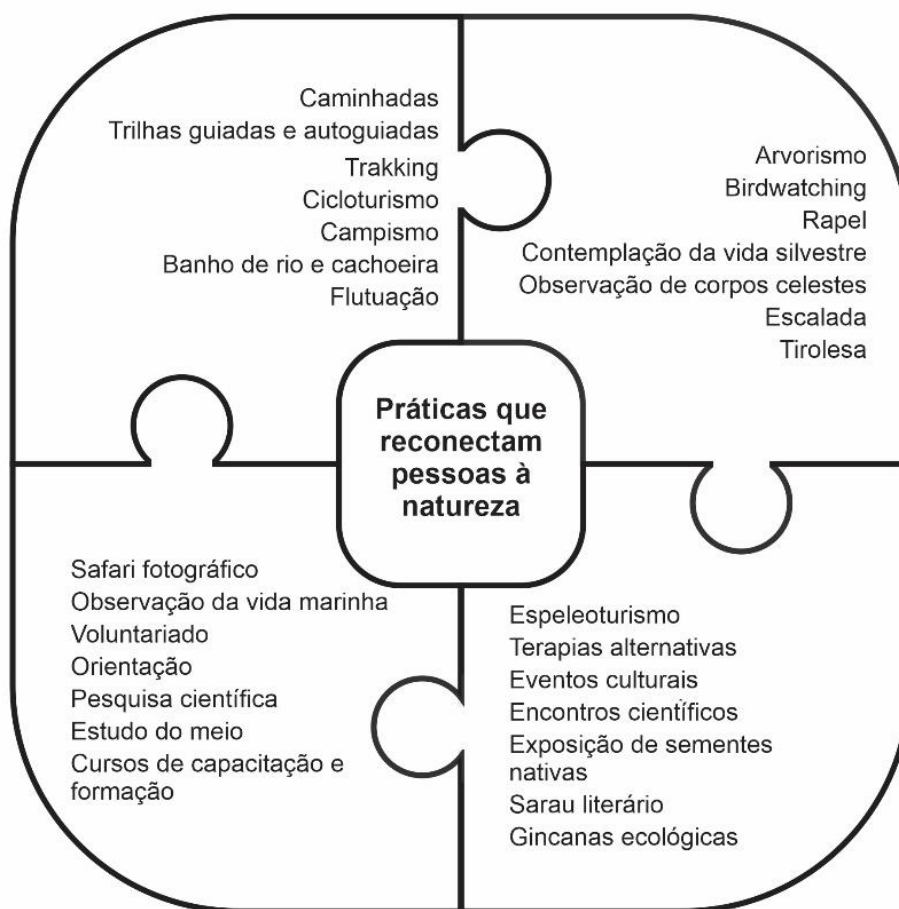 Caminhadas
Trilhas guiadas e autoguiadas
Trakking
Cicloturismo
Campismo
Banho de rio e cachoeira
Flutuação
Arvorismo
Birdwatching
Rapel
Contemplação da vida silvestre
Observação de corpos celestes
Escalada
Tirolesa
Práticas que
reconectam
pessoas à
natureza
Safari fotográfico
Observação da vida marinha
Voluntariado
Orientação
Pesquisa científica
Estudo do meio
Cursos de capacitação e
formação
Espeleoturismo
Terapias alternativas
Eventos culturais
Encontros científicos
Exposição de sementes
nativas
Sarau literário
Gincanas ecológicas